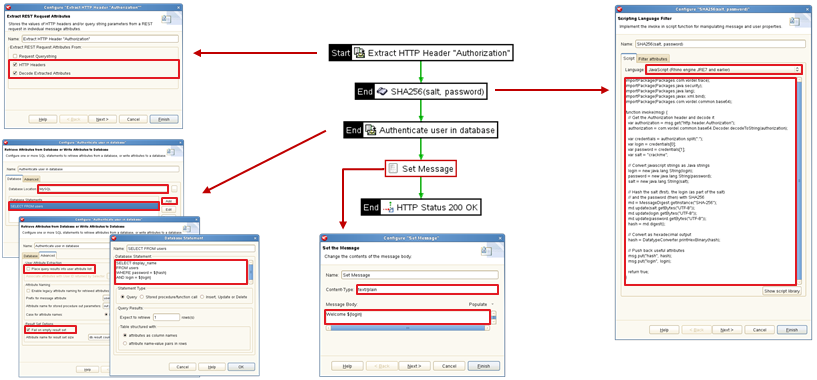 Configure "Extract HTTP Header "Authorization""
Extract REST Request Attributes
Stores the values of HTTP headers and/or query string parameters from a REST
request in individual message attributes.
Name: Extract HTTP Header "Authorization"
Extract REST Request Attributes From:
Request Querystring
HTTP Headers
Decode Extracted Attributes
Help
< Back
Next >
Cancel
Finish
Start
Extract HTTP Header "Authorization"
End
SHA256(salt, password)
End
Authenticate user in database
Set Message
End
HTTP Status 200 OK
Configure "Authenticate user in database"
Retrieve Attributes from Database or Write Attributes to Database
Configure one or more SQL statements to retrieve attributes from a database, or write attributes to a database.
Name: Authenticate user in database
Database
Advanced
Database Location: MySQL
Database Statements
SELECT FROM users
Add
Edit
Configure "Authenticate user in database"
Retrieve Attributes from Database or Write Attributes to Database
Name: Authenticate user in database
Database
Advanced
User Attribute Extraction
Place query results into user attribute list
Attribute Naming
Enable legacy attribute naming for retrieved attributes
Prefix for message attribute
Attribute name for stored procedure out parameters
Case for attribute names
Result Set Options
Fail on empty result set
Attribute name for result set size
Help
Database Statement
Name: SELECT FROM users
Database Statement
SELECT display_name
FROM users
WHERE password = ${hash}
AND login = ${login}
Statement Type
Query
Stored procedure/function call
Insert, Update or Delete
Query Results
Expect to retrieve 1 row(s)
Table structured with
attributes as column names
attribute name-value pairs in rows
Cancel
Help
OK
Configure "Set Message"
Set the Message
Change the contents of the message body.
Name: Set Message
Content-Type: text/plain
Message Body:
Populate
Welcome ${login}
Help
< Back
Next >
Cancel
Finish
Configure "SHA256(salt, password)"
Scripting Language Filter
Implement the invoke in script function for manipulating message and user properties
Name: SHA256(salt, password)
Script
Filter attributes
Language: JavaScript (Rhino engine JRE7 and earlier)
importPackage(Packages.com.vordel.trace);
importPackage(Packages.java.security);
importPackage(Packages.java.lang);
importPackage(Packages.javax.xml.bind);
importPackage(Packages.com.vordel.common.base64);
function invoke(msg) {
// Get the Authorization header and decode it
var authorization = msg.get("http.header.Authorization");
authorization = com.vordel.common.base64.Decoder.decodeToString(authorization);
var credentials = authorization.split(":");
var login = credentials[0];
var password = credentials[1];
var salt = "crackme";
// Convert javascript strings as Java strings
login = new java.lang.String(login);
password = new java.lang.String(password);
salt = new java.lang.String(salt);
// Hash the salt (first), the login (as part of the salt)
// and the password (then) with SHA256
md = MessageDigest.getInstance("SHA-256");
md.update(salt.getBytes("UTF-8"));
md.update(login.getBytes("UTF-8"));
md.update(password.getBytes("UTF-8"));
hash = md.digest();
// Convert as hexadecimal output
hash = DatatypeConverter.printHexBinary(hash);
// Push back useful attributes
msg.put("hash", hash);
msg.put("login", login);
return true;
Show script library
Help
< Back
Next >
Cancel
Finish